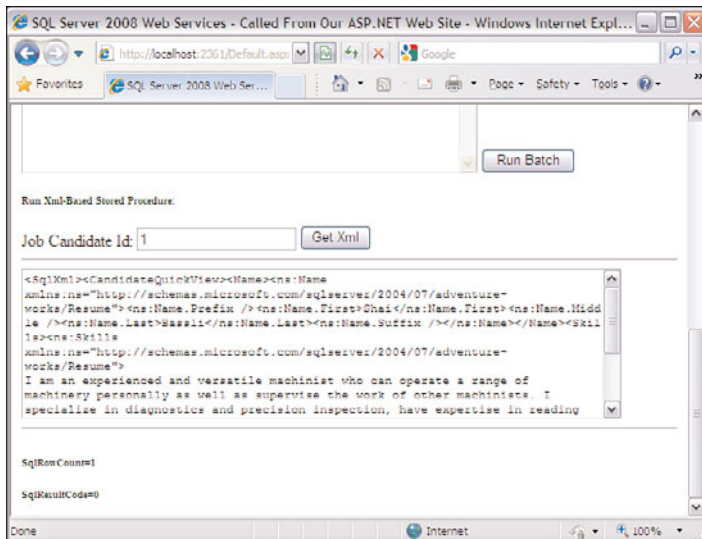 SQL Server 2008 Web Services - Called From Our ASP.NET Web Site - Windows Internet Expl...
http://localhost:2361/Default.asp
Google
Favorites SQL Server 2008 Web Ser... Page Safety Tools
Run Batch
Run Xml-Based Stored Procedure:
Job Candidate Id: 1 Get Xml
<SqlXml><CandidateQuickView><Name><ns:Name
xmlns:ns="http://schemas.microsoft.com/sqlserver/2004/07/adventure-
works/Resume"><ns:Name.Prefix /><ns:Name.First>Shai</ns:Name.First><ns:Name.Midd
le /><ns:Name.Last>Bassli</ns:Name.Last><ns:Name.Suffix /></ns:Name></Name><Skil
ls><ns:Skills
xmlns:ns="http://schemas.microsoft.com/sqlserver/2004/07/adventure-
works/Resume">
I am an experienced and versatile machinist who can operate a range of
machinery personally as well as supervise the work of other machinists. I
specialize in diagnostics and precision inspection, have expertise in reading
SqlRowCount=1
SqlResultCode=0
Done Internet 100%